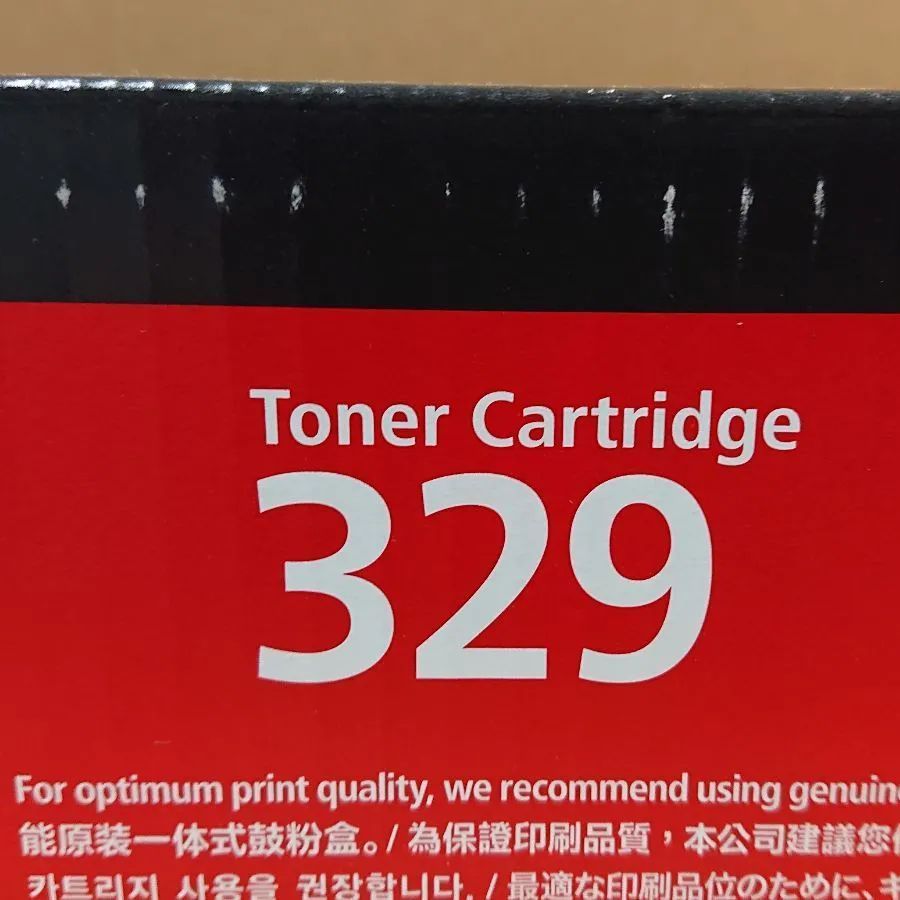 Toner Cartridge
329
For optimum print quality, we recommend using genuin
能原装一体式鼓粉盒。/ 為保證印刷品質，本公司建議您
카트리지 사용을 권장합니다. / 最適な印刷品位のために、キ